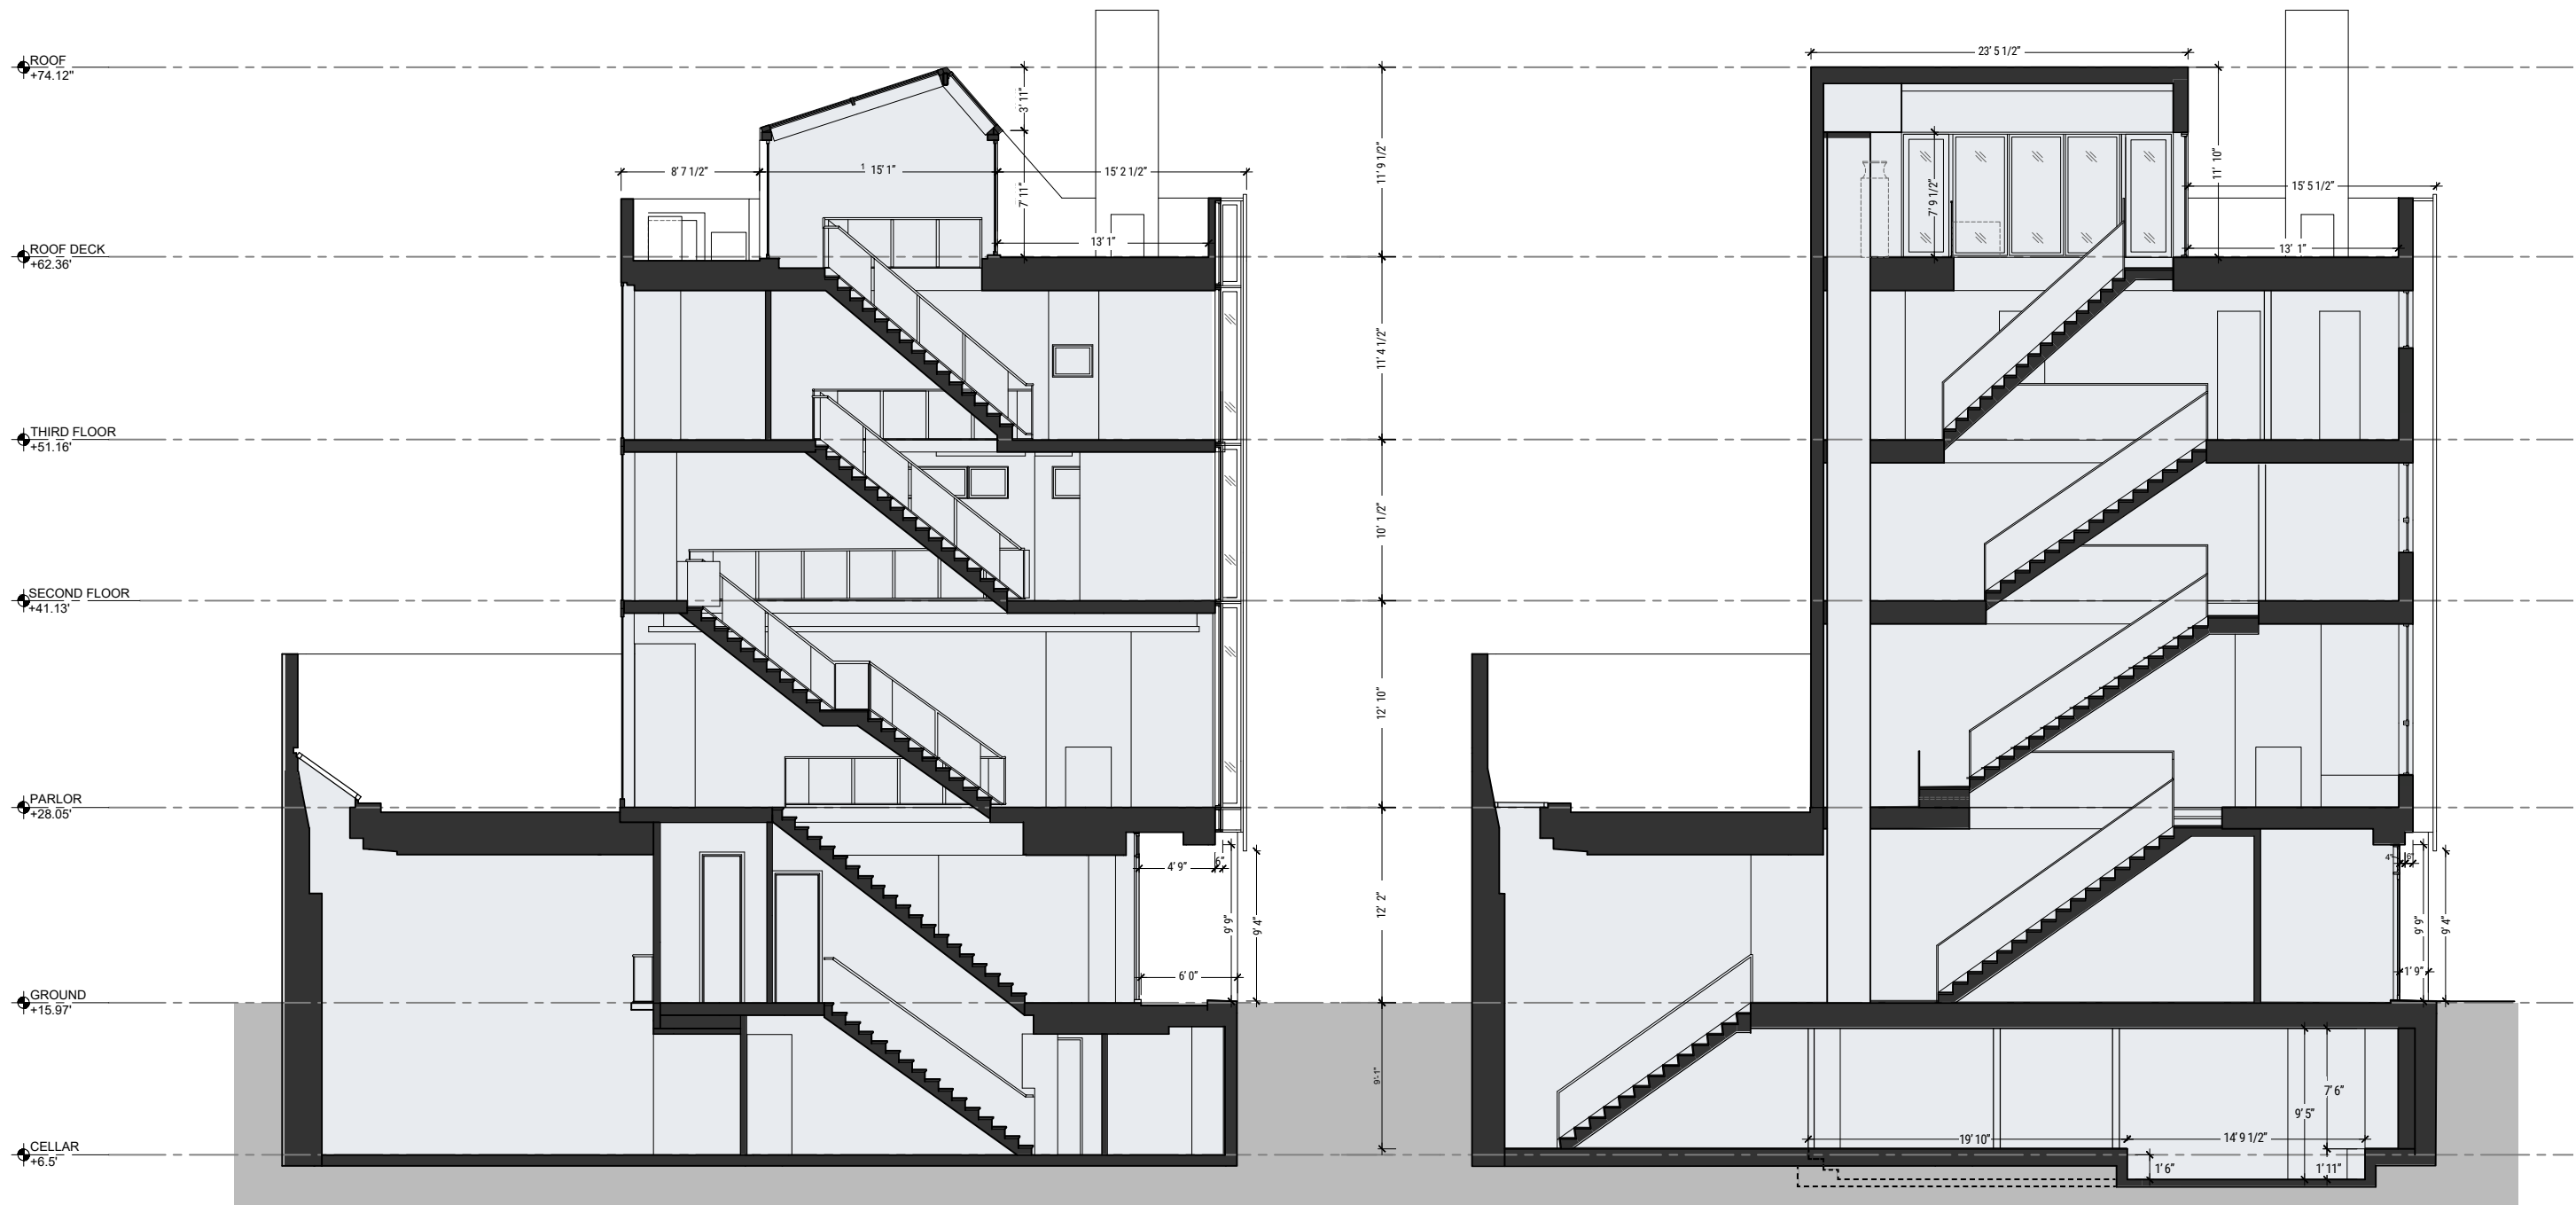 ROOF
+74.12"
ROOF DECK
+62.36'
THIRD FLOOR
+51.16'
SECOND FLOOR
+41.13'
PARLOR
+28.05'
GROUND
+15.97'
CELLAR
+6.5'
8' 7 1/2"
1 15' 1"
15' 2 1/2"
3' 11"
7' 11"
13' 1"
4' 9"
6"
9' 9"
9' 4"
6' 0"
11' 9 1/2"
11' 4 1/2"
10' 1/2"
12' 10"
12' 2"
9'-1"
23' 5 1/2"
11' 10"
15' 5 1/2"
7' 9 1/2"
13' 1"
4"
6"
9' 9"
9' 4"
1' 9"
7' 6"
9' 5"
19' 10"
14' 9 1/2"
1' 6"
1' 11"